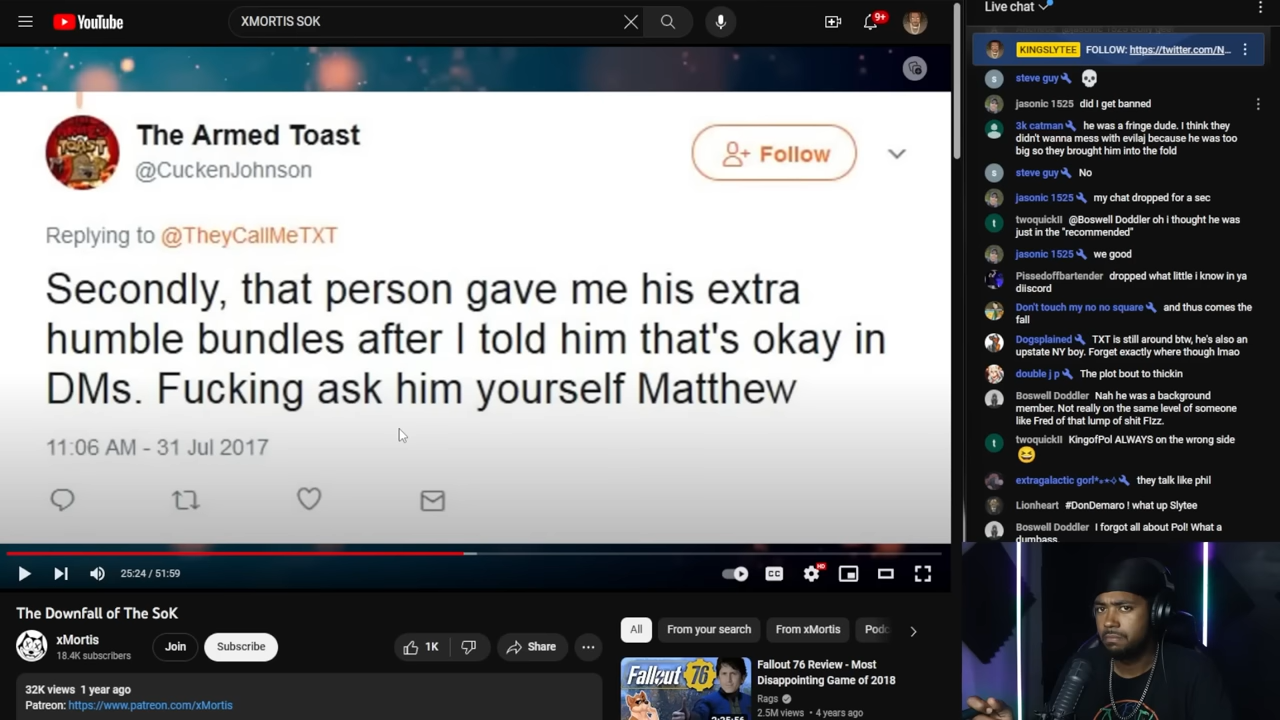 YouTube
XMORTIS SOK
9+
Live chat
The Armed Toast
@CuckenJohnson
Follow
Replying to @TheyCallMeTXT
Secondly, that person gave me his extra
humble bundles after I told him that's okay in
DMs. Fucking ask him yourself Matthew
11:06 AM - 31 Jul 2017
25:24 / 51:59
CC
HD
The Downfall of The SoK
xMortis
18.4K subscribers
Join
Subscribe
1K
Share
32K views 1 year ago
Patreon: https://www.patreon.com/xMortis
All
From your search
From xMortis
Podc
Fallout 76
Fallout 76 Review - Most
Disappointing Game of 2018
Rags
2.5M views • 4 years ago
2:25:56
KINGSLYTEE FOLLOW: https://twitter.com/N...
steve guy
jasonic 1525 did I get banned
3k catman he was a fringe dude. I think they
didn't wanna mess with evilaj because he was too
big so they brought him into the fold
steve guy No
jasonic 1525 my chat dropped for a sec
twoquickII @Boswell Doddler oh i thought he was
just in the "recommended"
jasonic 1525 we good
Pissedoffbartender dropped what little i know in ya
diiscord
Don't touch my no no square and thus comes the
fall
Dogsplained TXT is still around btw, he's also an
upstate NY boy. Forget exactly where though lmao
double j p The plot bout to thickin
Boswell Doddler Nah he was a background
member. Not really on the same level of someone
like Fred of that lump of shit FIzz.
twoquickII KingofPol ALWAYS on the wrong side
extragalactic gorl they talk like phil
Lionheart #DonDemaro ! what up Slytee
Boswell Doddler I forgot all about Pol! What a
dumbass.